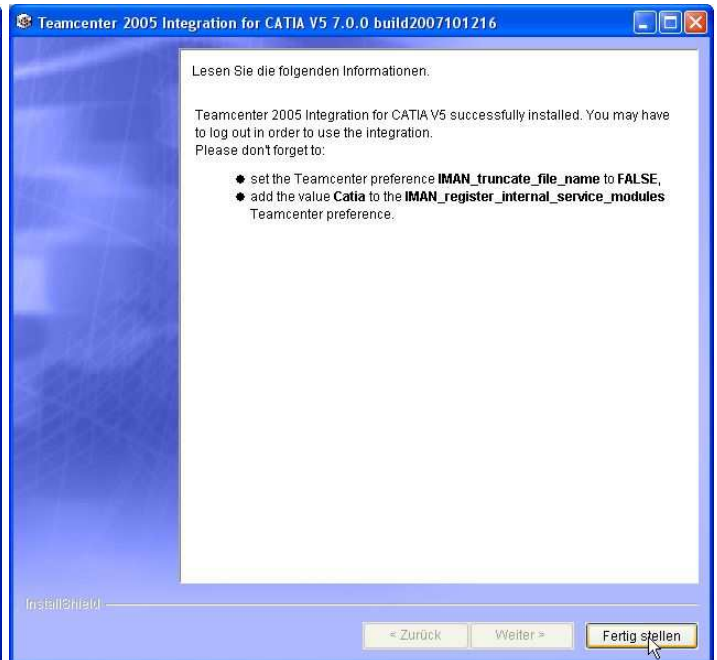 Teamcenter 2005 Integration for CATIA V5 7.0.0 build2007101216
Lesen Sie die folgenden Informationen.
Teamcenter 2005 Integration for CATIA V5 successfully installed. You may have
to log out in order to use the integration.
Please don't forget to:
set the Teamcenter preference IMAN_truncate_file_name to FALSE,
add the value Catia to the IMAN_register_internal_service_modules
Teamcenter preference.
InstallShield
< Zurück Weiter > Fertig stellen